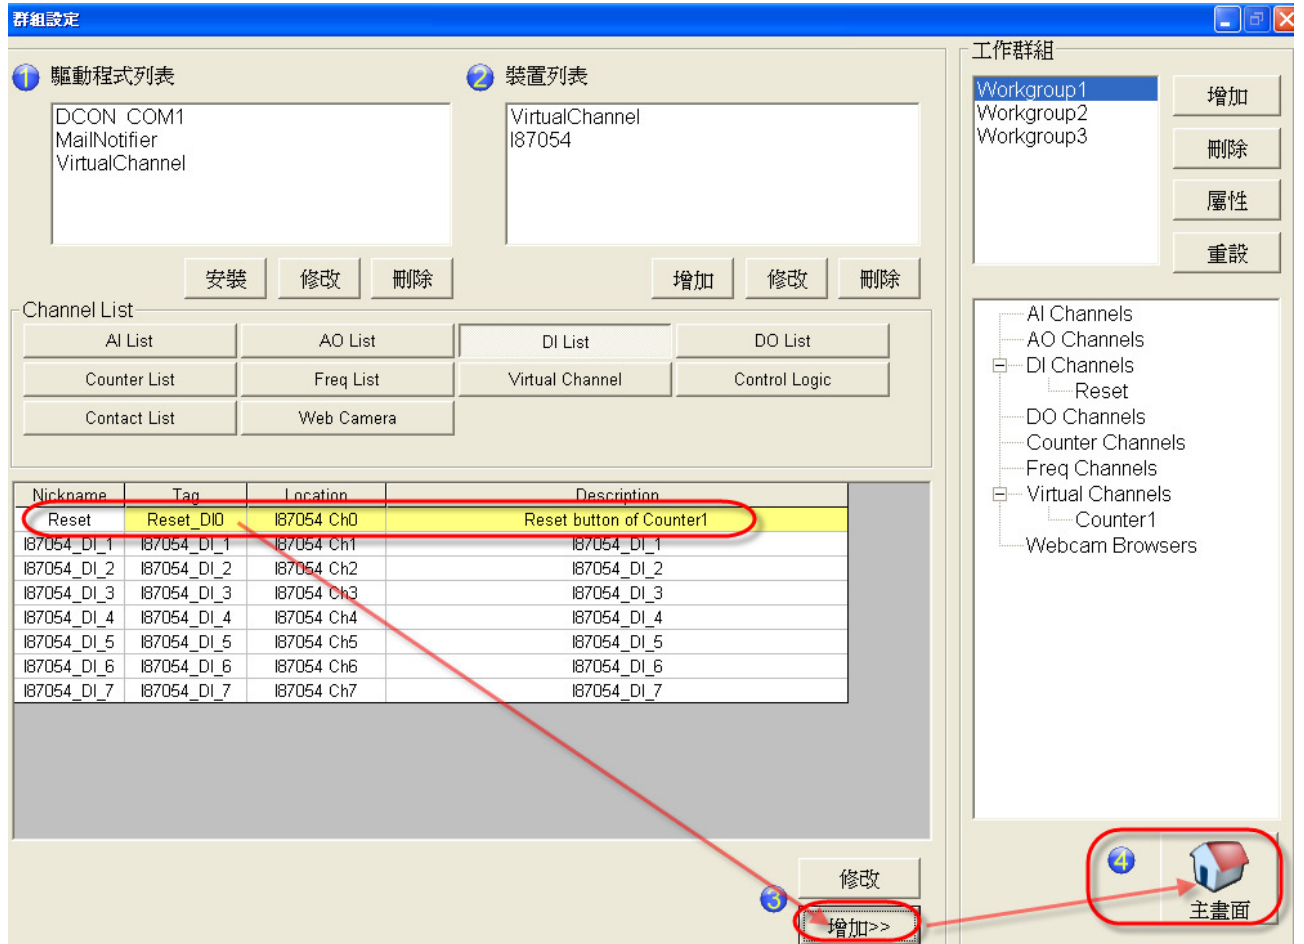 群組設定
1 驅動程式列表
DCON_COM1
MailNotifier
VirtualChannel
安裝 修改 刪除
2 裝置列表
VirtualChannel
I87054
增加 修改 刪除
Channel List
AI List AO List DI List DO List
Counter List Freq List Virtual Channel Control Logic
Contact List Web Camera
Nickname Tag Location Description
Reset Reset_DI0 I87054 Ch0 Reset button of Counter1
I87054_DI_1 I87054_DI_1 I87054 Ch1 I87054_DI_1
I87054_DI_2 I87054_DI_2 I87054 Ch2 I87054_DI_2
I87054_DI_3 I87054_DI_3 I87054 Ch3 I87054_DI_3
I87054_DI_4 I87054_DI_4 I87054 Ch4 I87054_DI_4
I87054_DI_5 I87054_DI_5 I87054 Ch5 I87054_DI_5
I87054_DI_6 I87054_DI_6 I87054 Ch6 I87054_DI_6
I87054_DI_7 I87054_DI_7 I87054 Ch7 I87054_DI_7
修改
3 增加>>
工作群組
Workgroup1
Workgroup2
Workgroup3
增加
刪除
屬性
重設
AI Channels
AO Channels
DI Channels
Reset
DO Channels
Counter Channels
Freq Channels
Virtual Channels
Counter1
Webcam Browsers
4 主畫面